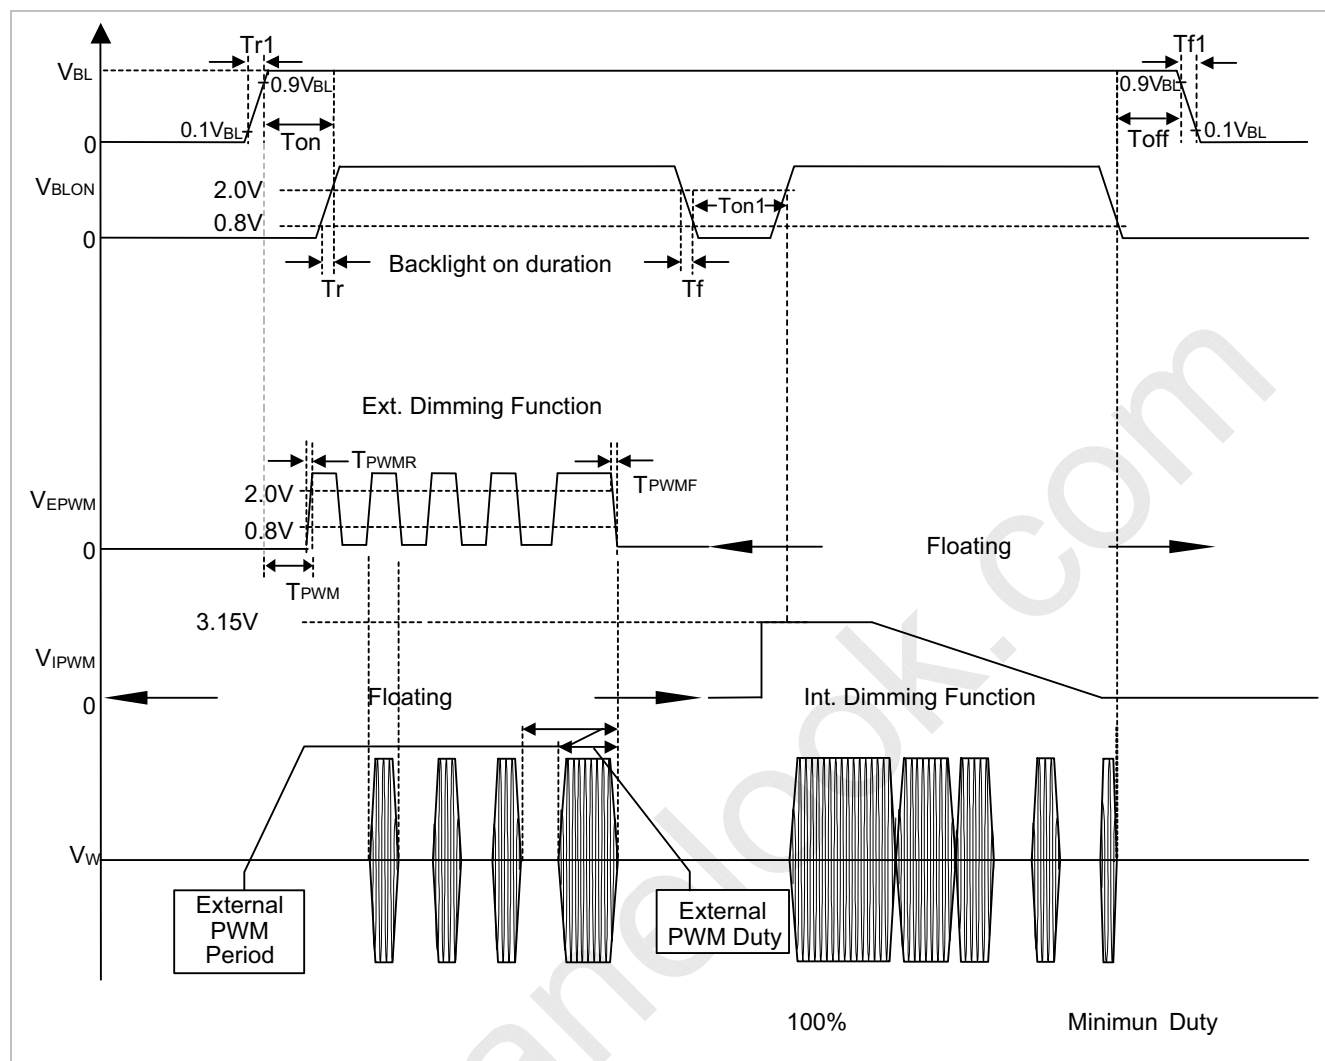 Tr1
Tf1
VBL
0.9VBL
0.9VBL
0.1VBL
Ton
Toff
0.1VBL
0
VBLON
2.0V
Ton1
0.8V
0
Backlight on duration
Tr
Tf
Ext. Dimming Function
TPWMR
TPWMF
VEPWM
2.0V
0.8V
0
Floating
TPWM
3.15V
VIPWM
0
Floating
Int. Dimming Function
VW
External
PWM
Period
External
PWM Duty
100%
Minimun Duty
anelook.com